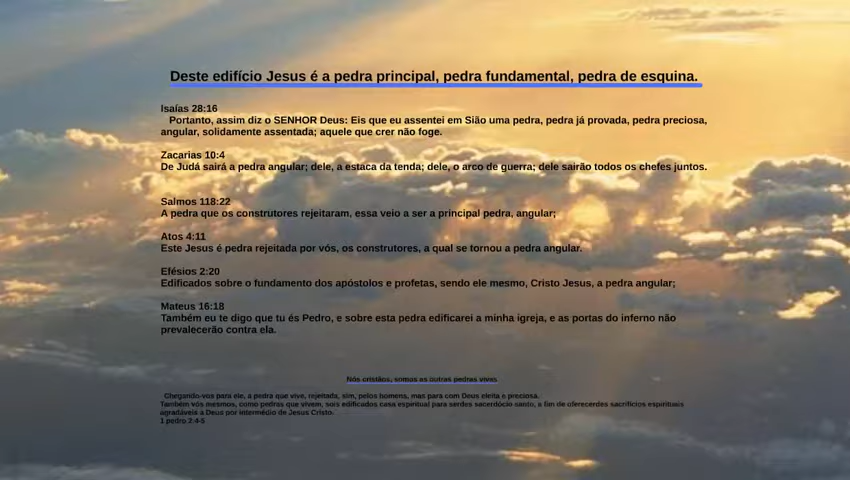 Deste edifício Jesus é a pedra principal, pedra fundamental, pedra de esquina.
Isaías 28:16
Portanto, assim diz o SENHOR Deus: Eis que eu assentei em Sião uma pedra, pedra já provada, pedra preciosa,
angular, solidamente assentada; aquele que crer não foge.
Zacarias 10:4
De Judá sairá a pedra angular; dele, a estaca da tenda; dele, o arco de guerra; dele sairão todos os chefes juntos.
Salmos 118:22
A pedra que os construtores rejeitaram, essa veio a ser a principal pedra, angular;
Atos 4:11
Este Jesus é pedra rejeitada por vós, os construtores, a qual se tornou a pedra angular.
Efésios 2:20
Edificados sobre o fundamento dos apóstolos e profetas, sendo ele mesmo, Cristo Jesus, a pedra angular;
Mateus 16:18
Também eu te digo que tu és Pedro, e sobre esta pedra edificarei a minha igreja, e as portas do inferno não
prevalecerão contra ela.
Nós cristãos, somos as outras pedras vivas
Chegando-vos para ele, a pedra que vive, rejeitada, sim, pelos homens, mas para com Deus eleita e preciosa.
Também vós mesmos, como pedras que vivem, sois edificados casa espiritual para serdes sacerdócio santo, a fim de oferecerdes sacrifícios espirituais
agradáveis a Deus por intermédio de Jesus Cristo.
1 pedro 2:4-5